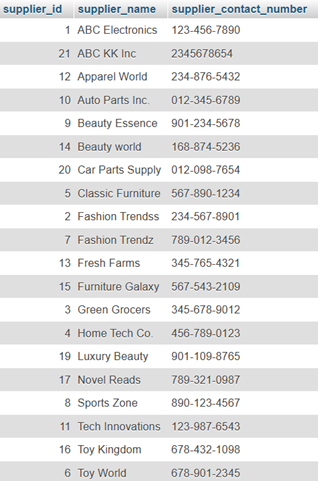 supplier_id supplier_name supplier_contact_number
1 ABC Electronics 123-456-7890
21 ABC KK Inc 2345678654
12 Apparel World 234-876-5432
10 Auto Parts Inc. 012-345-6789
9 Beauty Essence 901-234-5678
14 Beauty world 168-874-5236
20 Car Parts Supply 012-098-7654
5 Classic Furniture 567-890-1234
2 Fashion Trendss 234-567-8901
7 Fashion Trendz 789-012-3456
13 Fresh Farms 345-765-4321
15 Furniture Galaxy 567-543-2109
3 Green Grocers 345-678-9012
4 Home Tech Co. 456-789-0123
19 Luxury Beauty 901-109-8765
17 Novel Reads 789-321-0987
8 Sports Zone 890-123-4567
11 Tech Innovations 123-987-6543
16 Toy Kingdom 678-432-1098
6 Toy World 678-901-2345